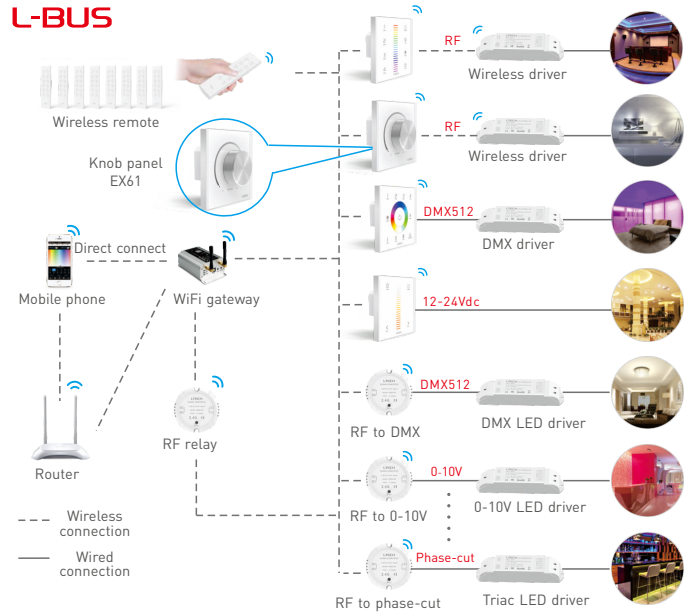 L-BUS
RF
Wireless driver
Wireless remote
RF
Wireless driver
Knob panel
EX61
DMX512
DMX driver
Direct connect
Mobile phone
WiFi gateway
12-24Vdc
DMX512
DMX LED driver
RF to DMX
RF relay
Router
0-10V
0-10V LED driver
RF to 0-10V
Wireless
connection
Wired
connection
Phase-cut
Triac LED driver
RF to phase-cut